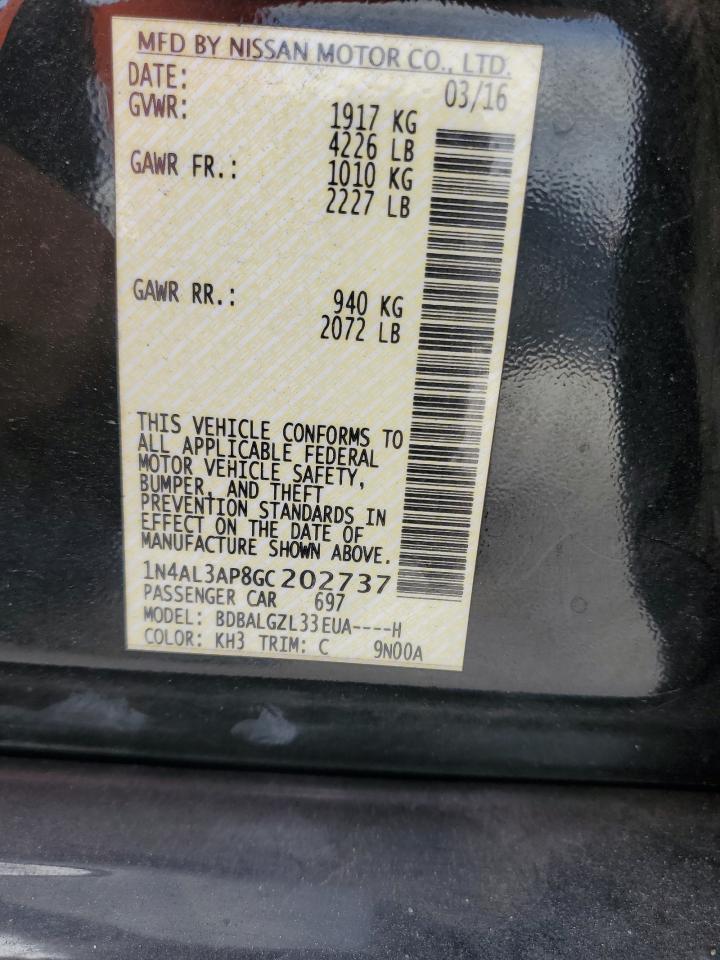 MFD BY NISSAN MOTOR CO., LTD.
DATE: 03/16
GVWR: 1917 KG
4226 LB
GAWR FR.: 1010 KG
2227 LB
GAWR RR.: 940 KG
2072 LB
THIS VEHICLE CONFORMS TO
ALL APPLICABLE FEDERAL
MOTOR VEHICLE SAFETY,
BUMPER, AND THEFT
PREVENTION STANDARDS IN
EFFECT ON THE DATE OF
MANUFACTURE SHOWN ABOVE.
1N4AL3AP8GC202737
PASSENGER CAR 697
MODEL: BDBALGZL33EUA----H
COLOR: KH3 TRIM: C 9N00A